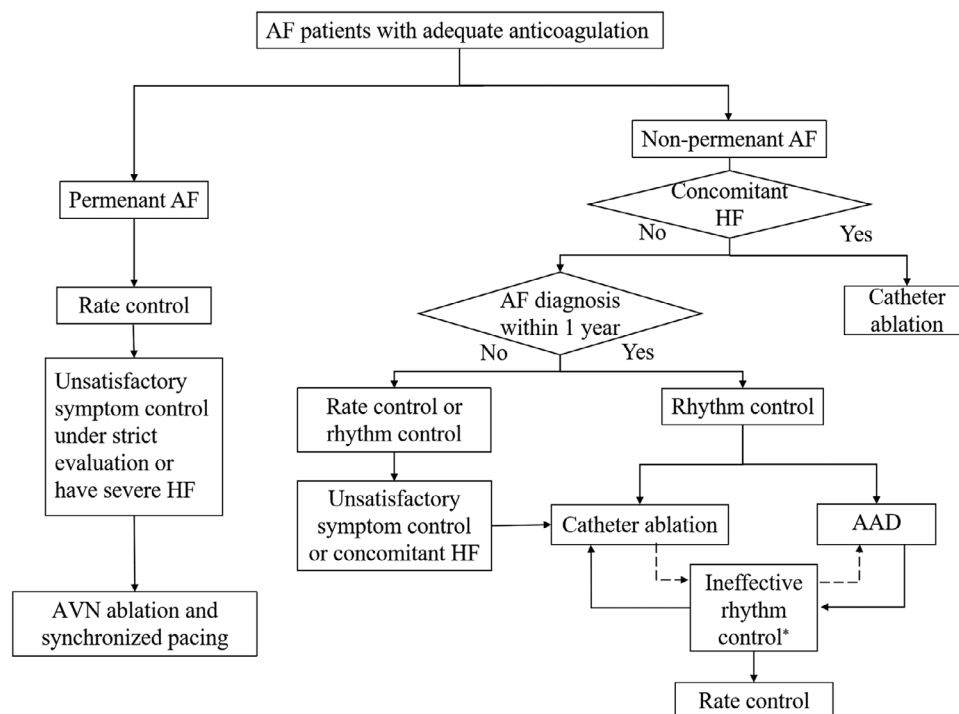 AF patients with adequate anticoagulation
Non-permenant AF
Permenant AF
Concomitant
HF
No
Yes
Rate control
AF diagnosis
within 1 year
Catheter
ablation
No
Yes
Unsatisfactory
symptom control
under strict
evaluation or
have severe HF
Rate control or
rhythm control
Rhythm control
Unsatisfactory
symptom control
or concomitant HF
Catheter ablation
AAD
AVN ablation and
synchronized pacing
Ineffective
rhythm
control*
Rate control